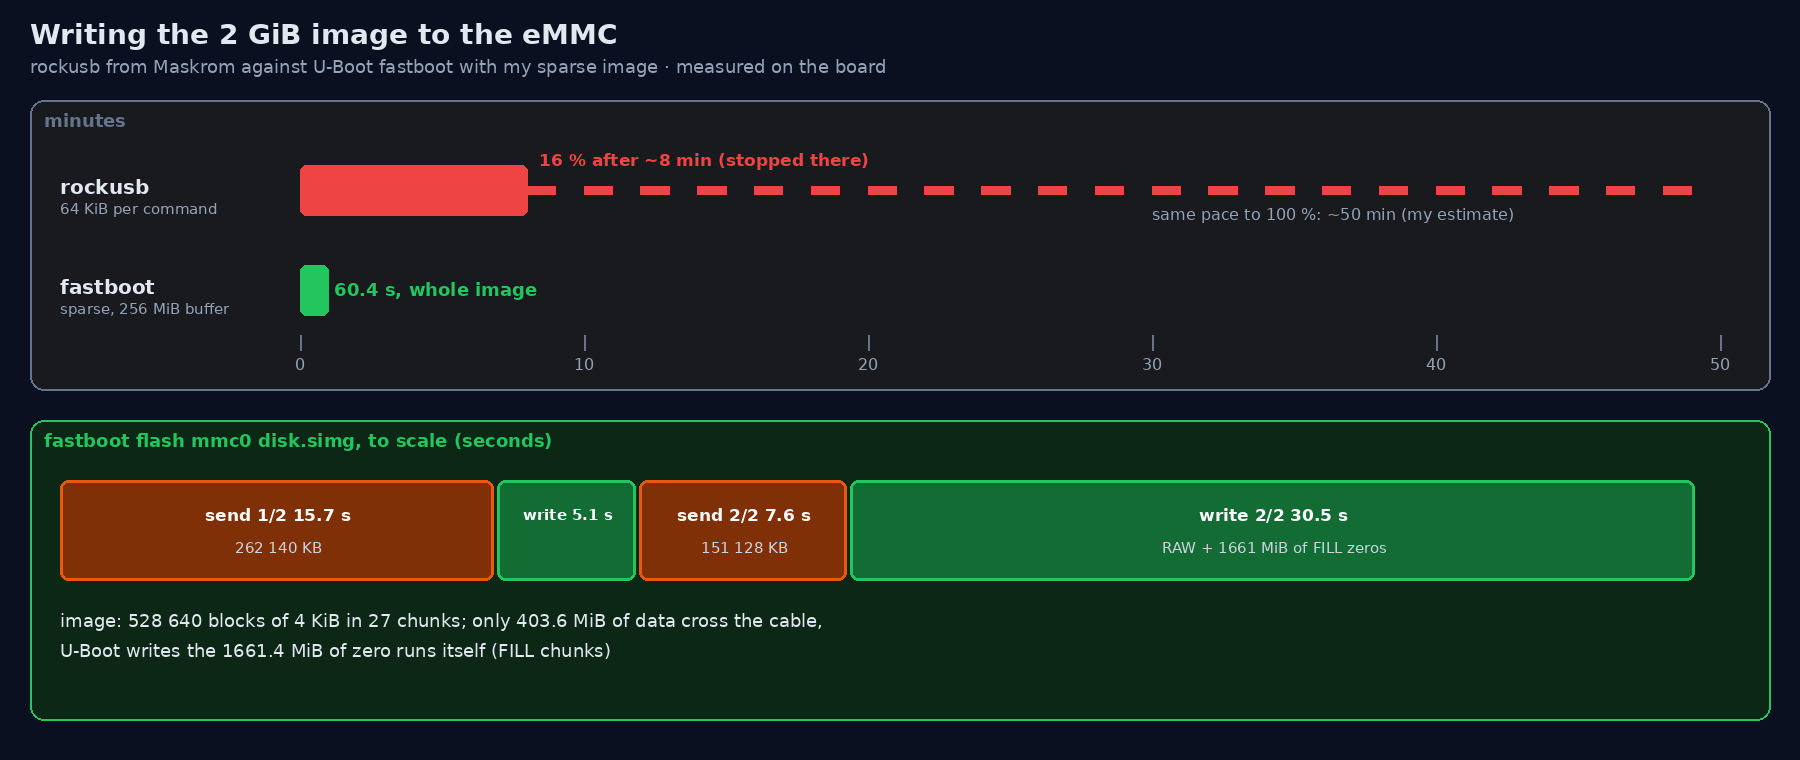 Writing the 2 GiB image to the eMMC
rockusb from Maskrom against U-Boot fastboot with my sparse image · measured on the board
minutes
16 % after ~8 min (stopped there)
rockusb
64 KiB per command
same pace to 100 %: ~50 min (my estimate)
fastboot
sparse, 256 MiB buffer
60.4 s, whole image
0 10 20 30 40 50
fastboot flash mmc0 disk.simg, to scale (seconds)
send 1/2 15.7 s
262 140 KB
write 5.1 s
send 2/2 7.6 s
151 128 KB
write 2/2 30.5 s
RAW + 1661 MiB of FILL zeros
image: 528 640 blocks of 4 KiB in 27 chunks; only 403.6 MiB of data cross the cable,
U-Boot writes the 1661.4 MiB of zero runs itself (FILL chunks)